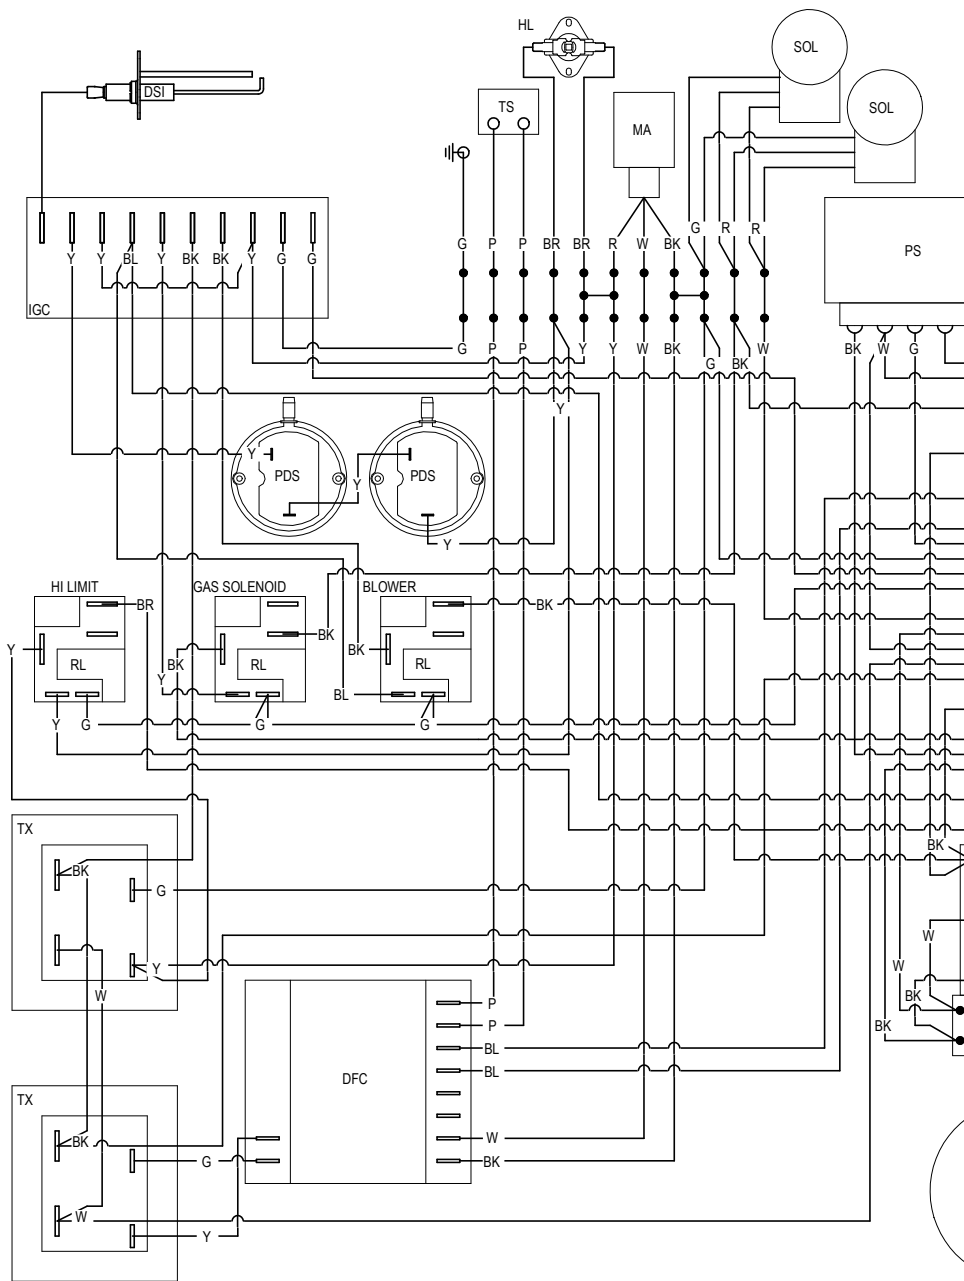 HL
SOL
DSI
TS
SOL
MA
G R R
G P P BR BR R W BK
Y Y BL Y BK BK Y G G
PS
IGC
G P P Y Y W BK G BK W
BK W G
Y
Y PDS
Y
PDS
Y
HI LIMIT GAS SOLENOID BLOWER
BR
BK
BK
Y
RL
BK
RL
BK
RL
Y
BL
Y G G G
TX
BK
BK
G
W
Y
W
W
BK
P
P
BK
BL
DFC
BL
TX
BK
W
G
BK
W
Y